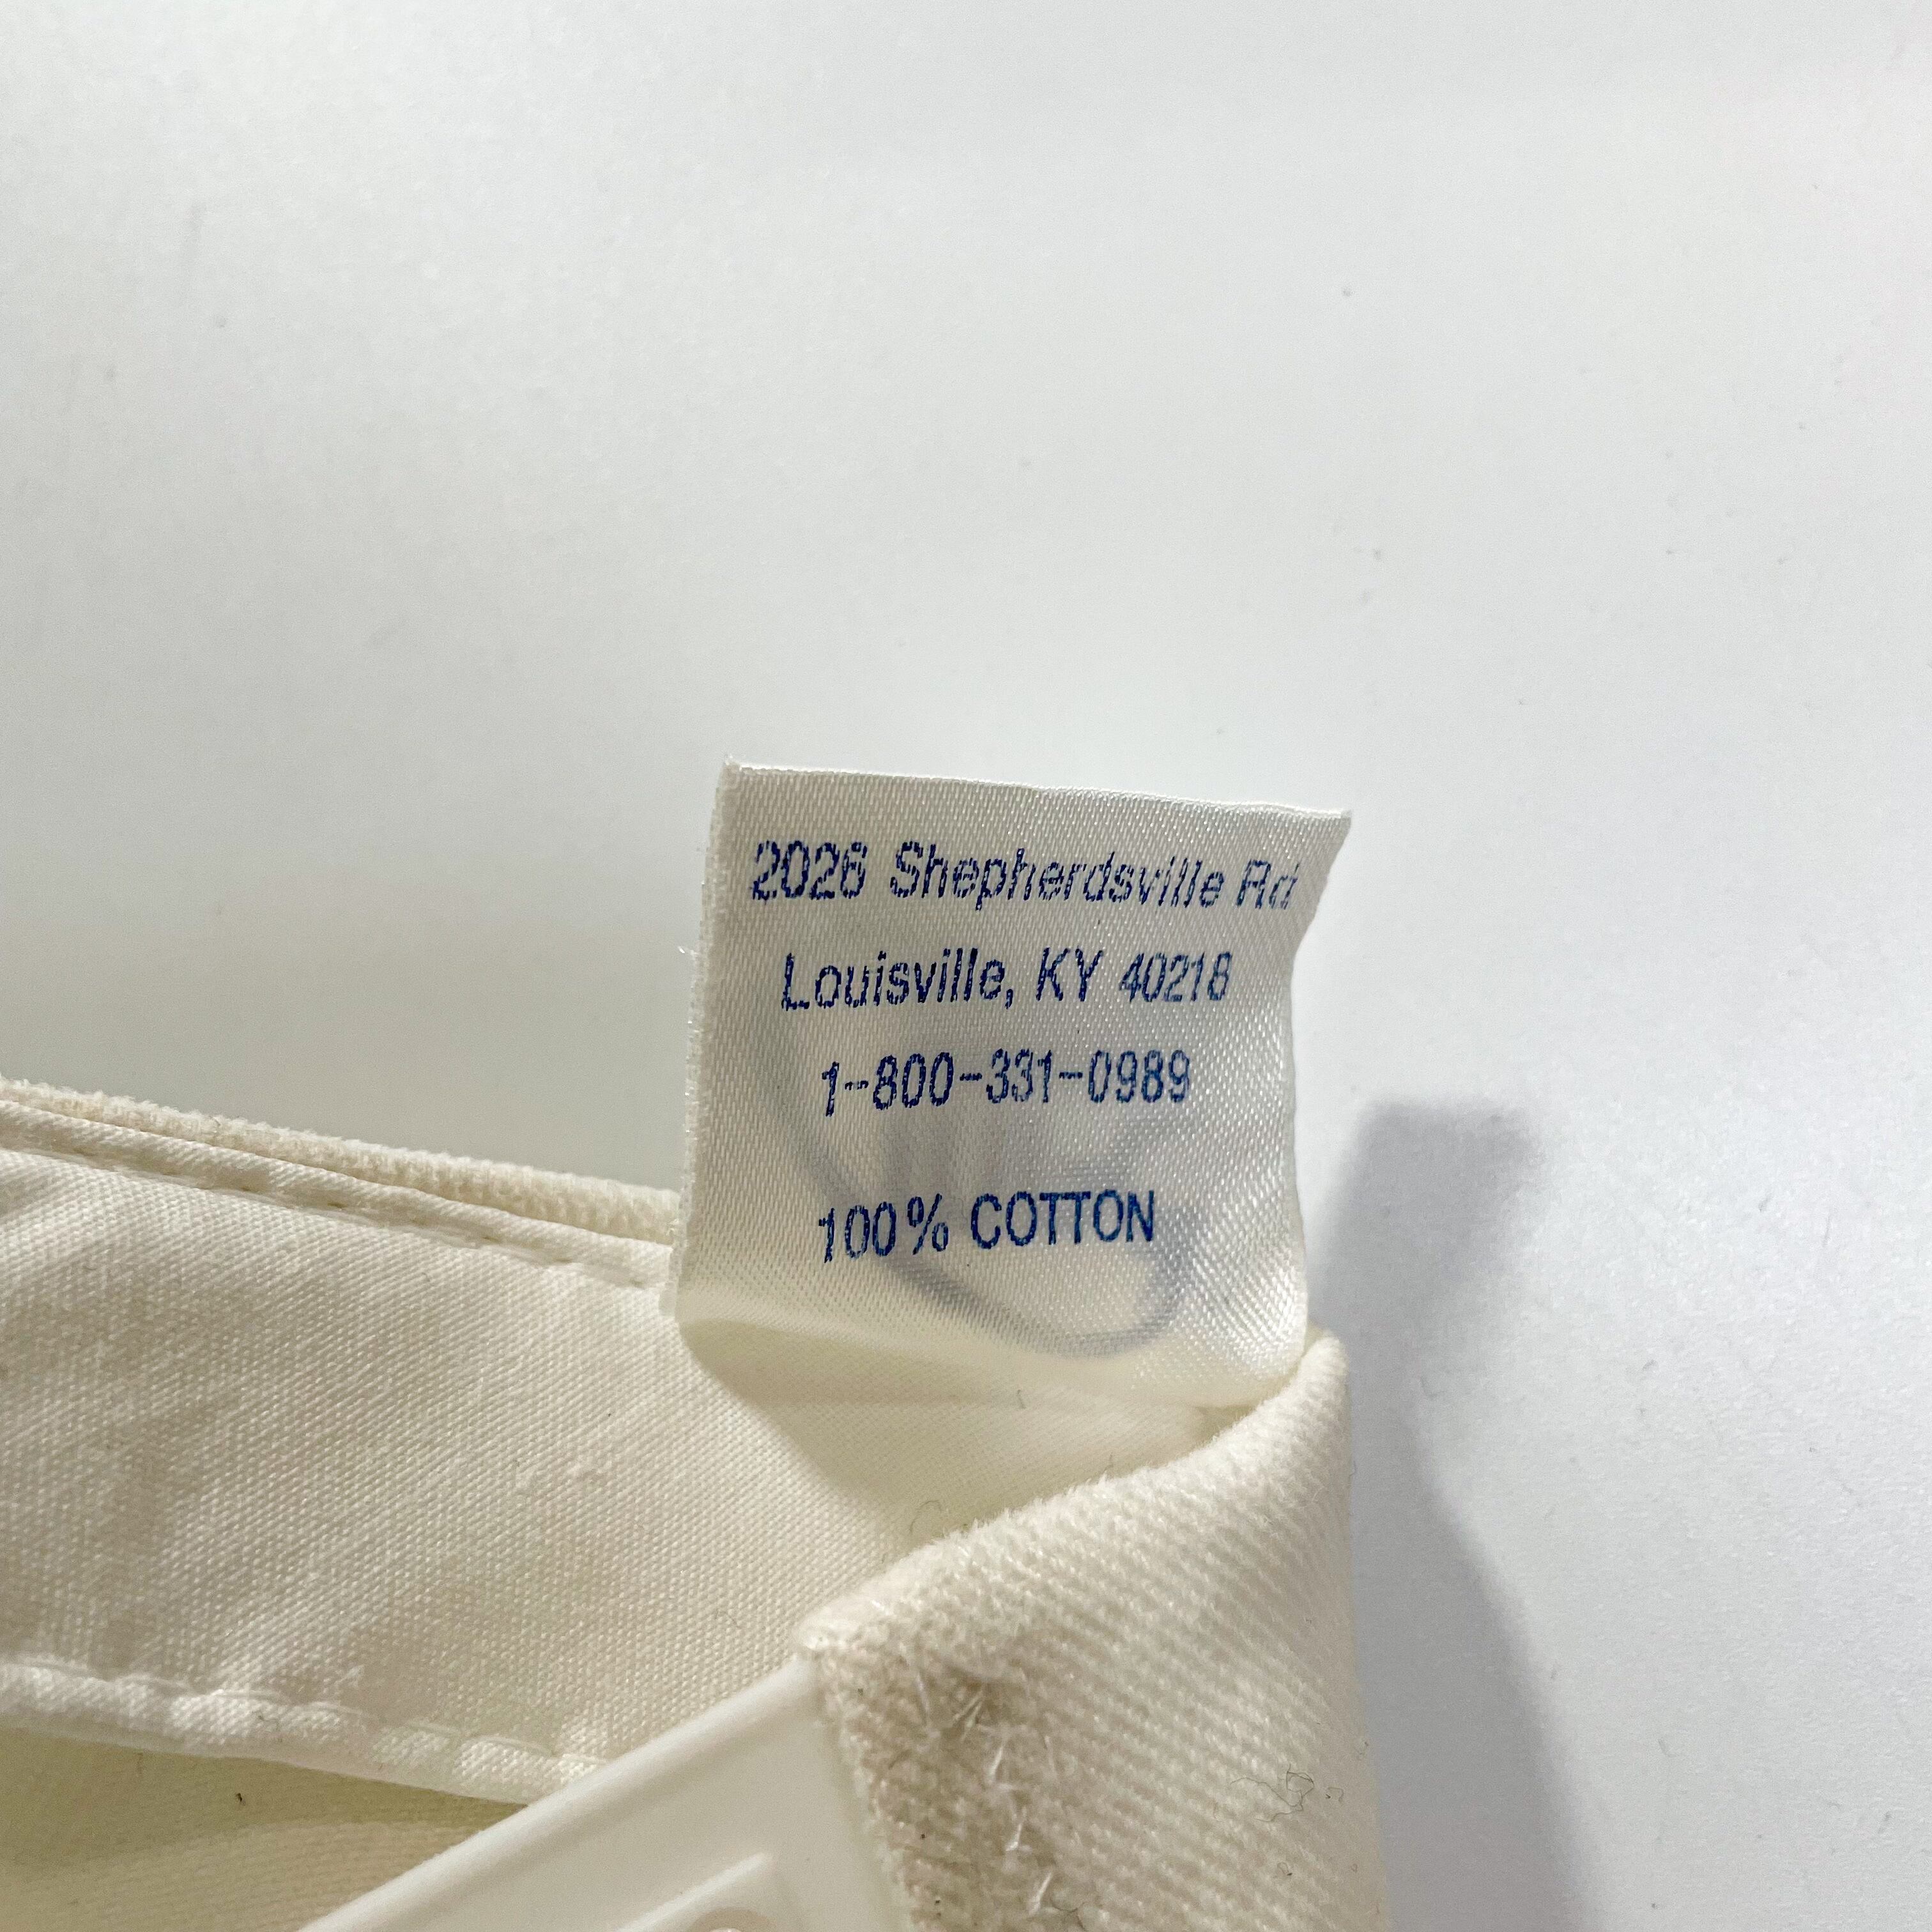 2026 Shepherdsville Rd
Louisville, KY 40218
1-800-331-0989
100% COTTON